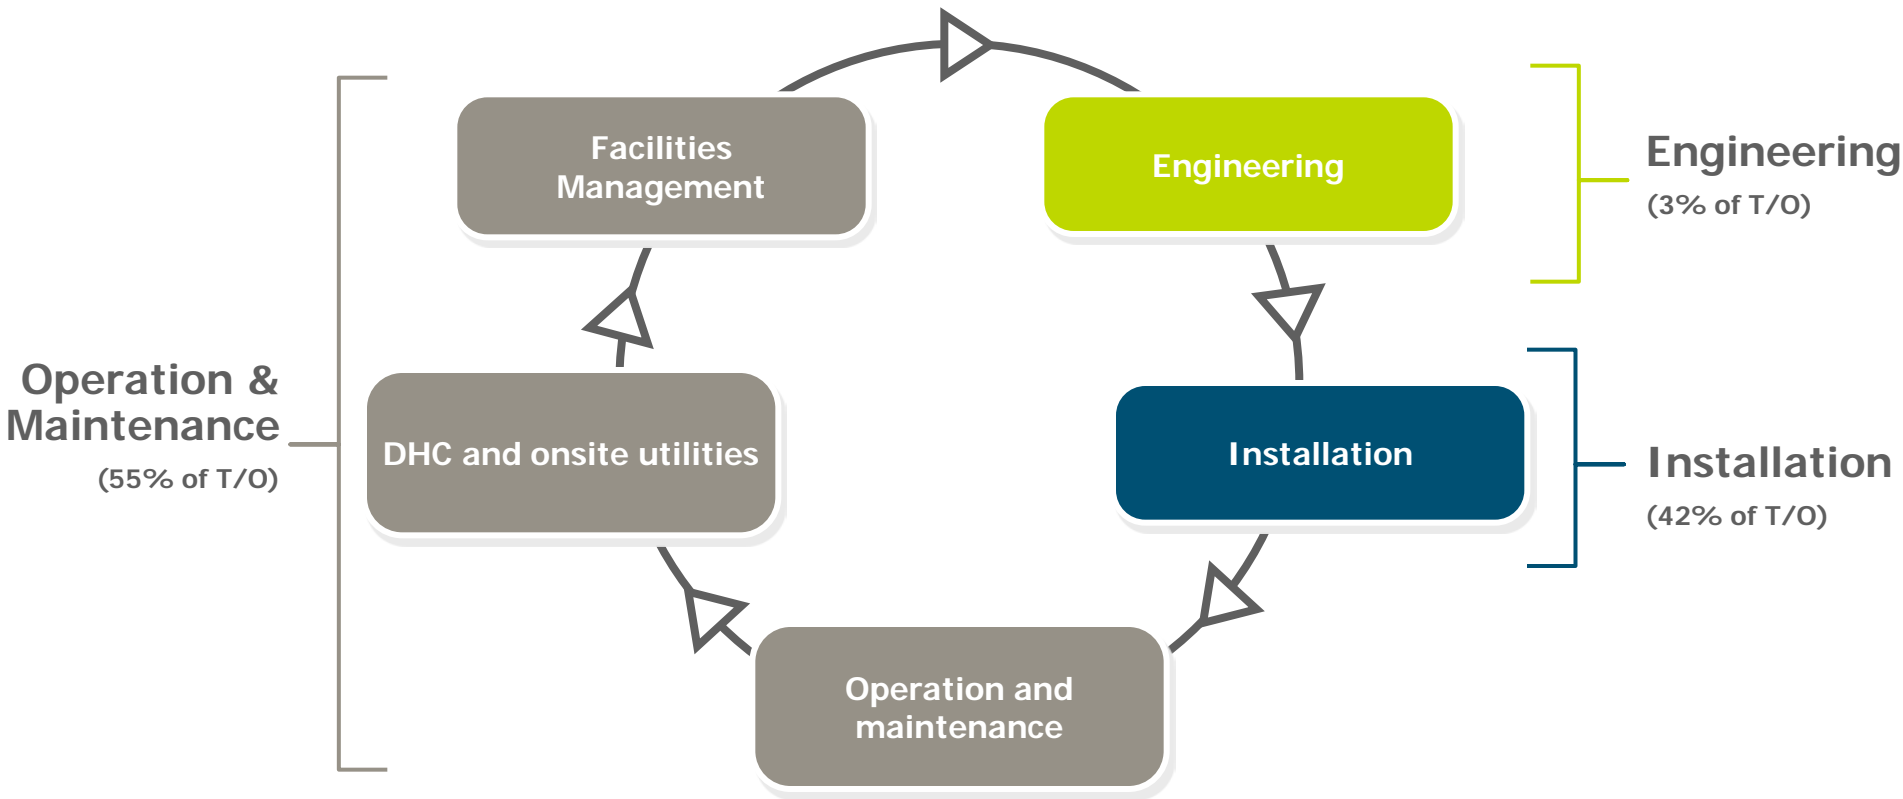 Facilities
Management
Engineering
Engineering
(3% of T/O)
Operation &
Maintenance
(55% of T/O)
DHC and onsite utilities
Installation
Installation
(42% of T/O)
Operation and
maintenance